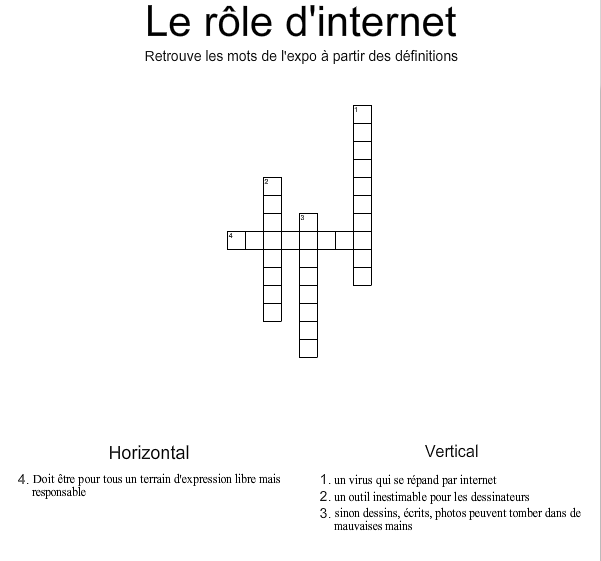 Le rôle d'internet
Retrouve les mots de l'expo à partir des définitions
1
2
3
4
Horizontal
4. Doit être pour tous un terrain d'expression libre mais
responsable
Vertical
1. un virus qui se répand par internet
2. un outil inestimable pour les dessinateurs
3. sinon dessins, écrits, photos peuvent tomber dans de
mauvaises mains